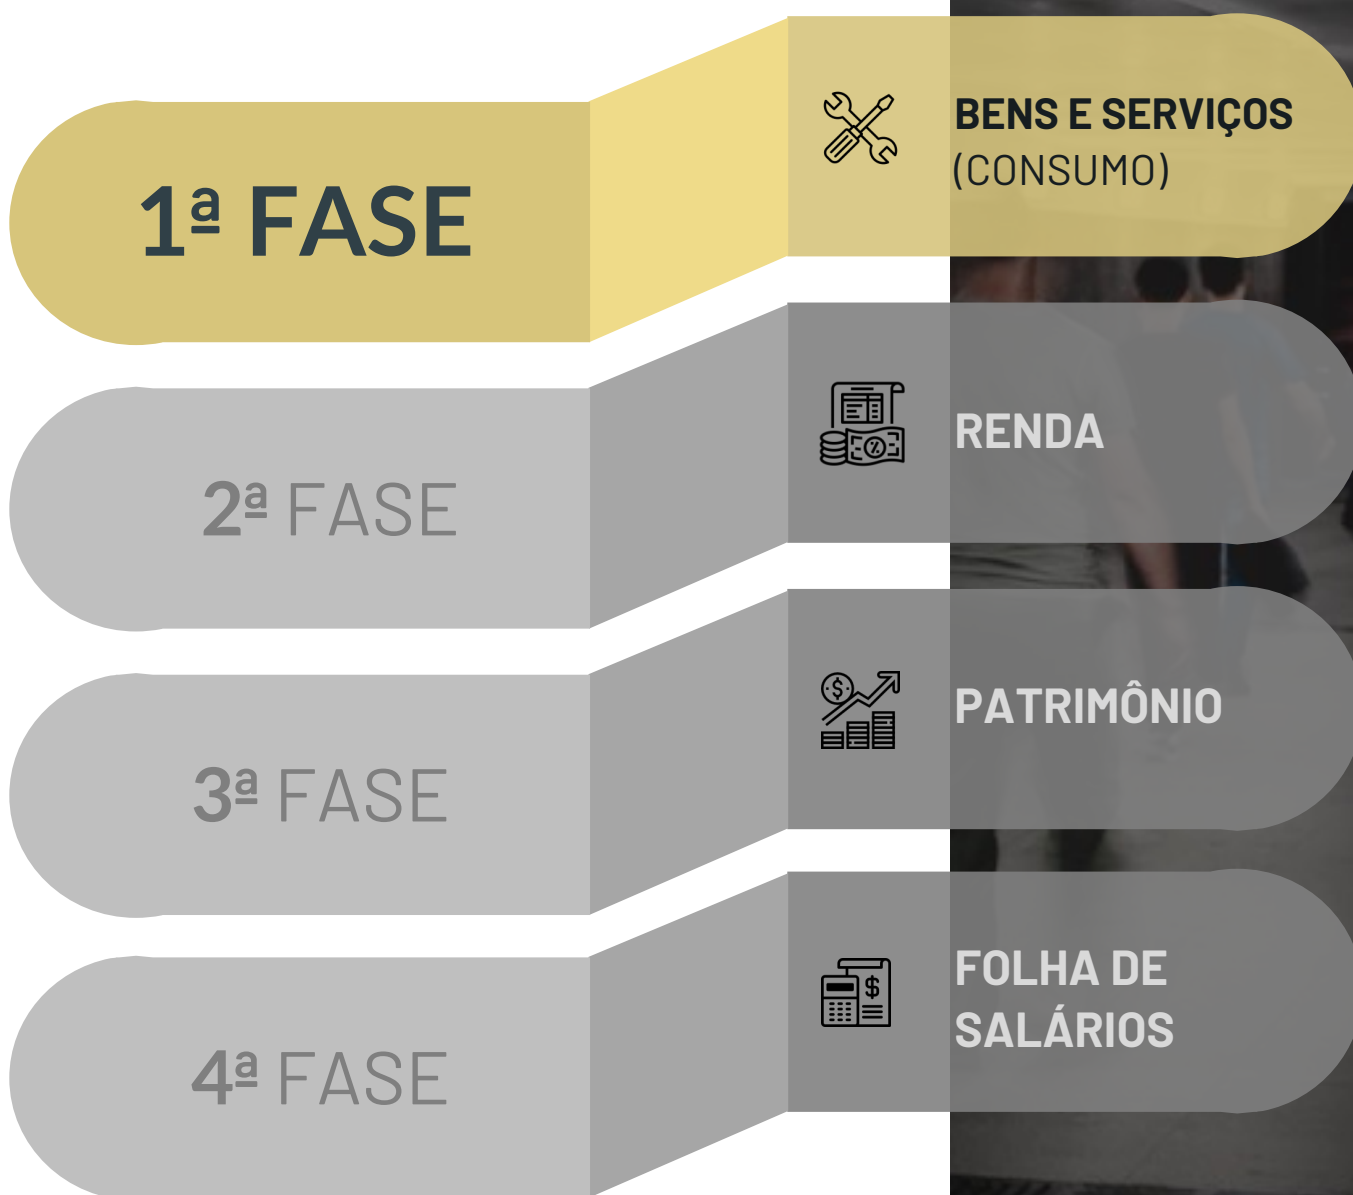 1ª FASE
BENS E SERVIÇOS
(CONSUMO)
2ª FASE
RENDA
3ª FASE
PATRIMÔNIO
4ª FASE
FOLHA DE
SALÁRIOS